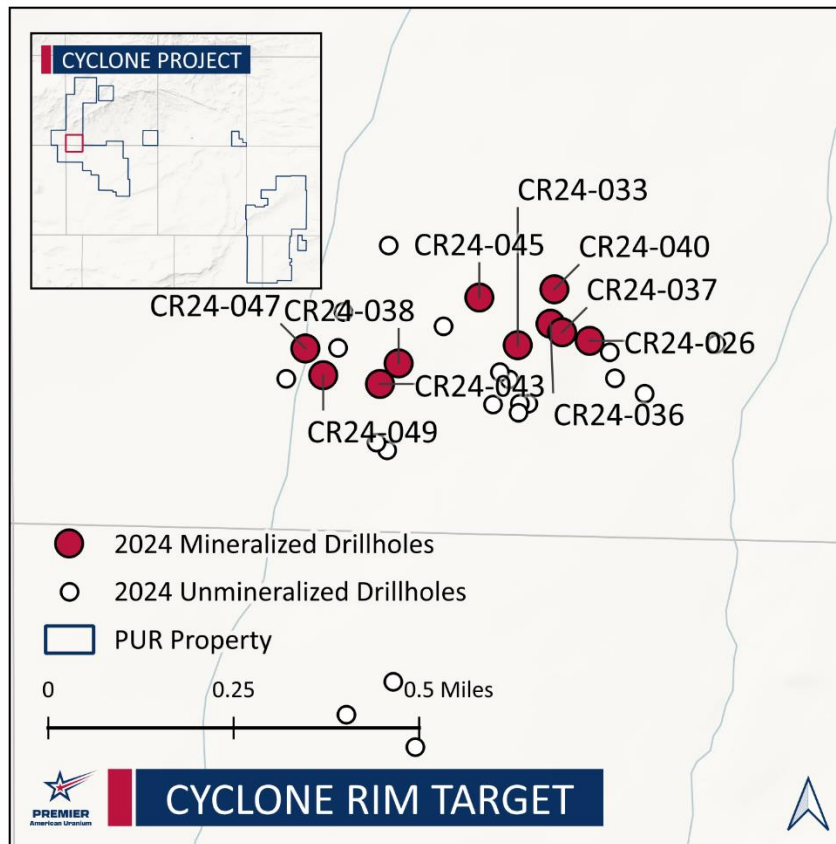 CYCLONE PROJECT
CR24-033
CR24-045
CR24-040
CR24-037
CR24-047
CR24-038
CR24-026
CR24-043
CR24-036
CR24-049
2024 Mineralized Drillholes
2024 Unmineralized Drillholes
PUR Property
0 0.25 0.5 Miles
PREMIER
American Uranium
CYCLONE RIM TARGET